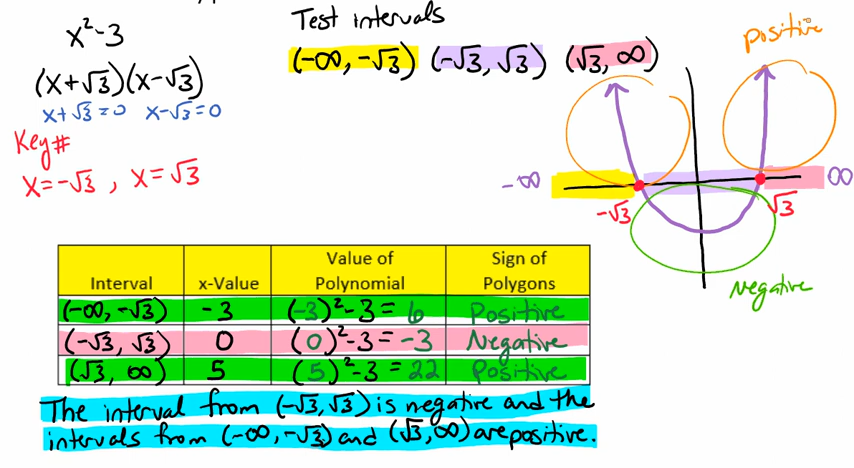 Test intervals
x²-3
(-∞, -√3) (-√3, √3) (√3, ∞)
positive
(x+√3)(x-√3)
x+√3=0 x-√3=0
Key#
x=-√3, x=√3
-∞ ∞
-√3 √3
negative
Interval x-Value Value of Polynomial Sign of Polygons
(-∞, -√3) -3 (-3)²-3=6 Positive
(-√3, √3) 0 (0)²-3=-3 Negative
(√3, ∞) 5 (5)²-3=22 Positive
The interval from (-√3,√3) is negative and the
intervals from (-∞,-√3) and (√3,∞) are positive.